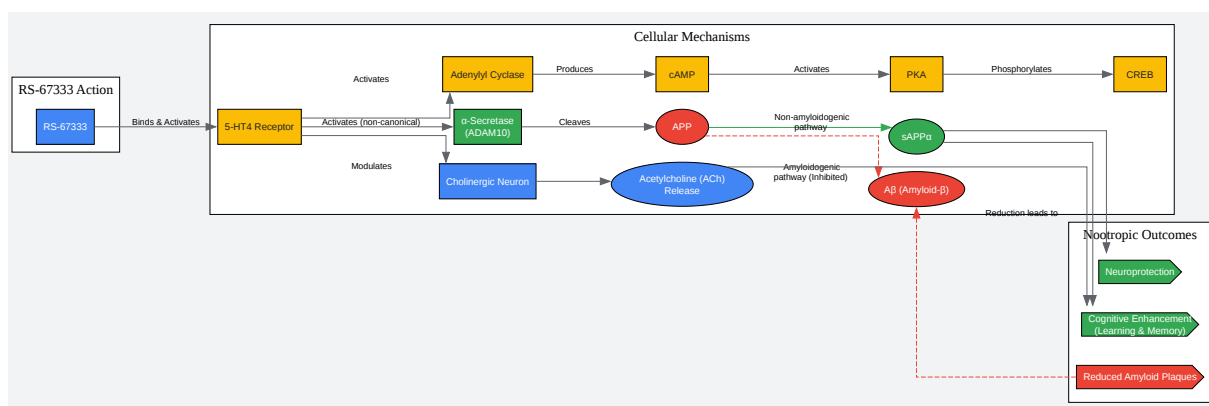 Cellular Mechanisms
RS-67333 Action
RS-67333
Binds & Activates
5-HT4 Receptor
Activates
Adenylyl Cyclase
Produces
cAMP
Activates
PKA
Phosphorylates
CREB
Activates (non-canonical)
α-Secretase
(ADAM10)
Cleaves
APP
Non-amyloidogenic
pathway
sAPPα
Modulates
Cholinergic Neuron
Acetylcholine (ACh)
Release
Amyloidogenic
pathway (Inhibited)
Aβ (Amyloid-β)
Reduction leads to
Nootropic Outcomes
Neuroprotection
Cognitive Enhancement
(Learning & Memory)
Reduced Amyloid Plaques